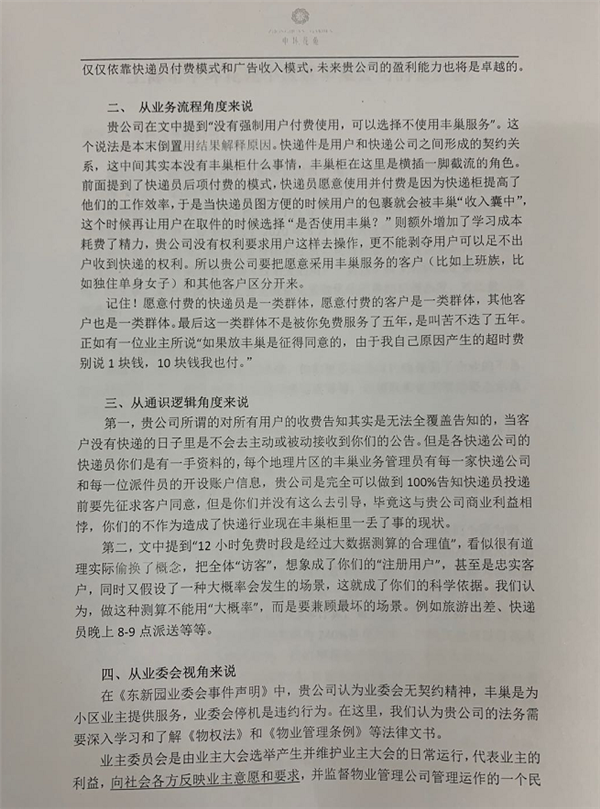 仅仅依靠快递员付费模式和广告收入模式，未来贵公司的盈利能力也将是卓越的。
二、 从业务流程角度来说
贵公司在文中提到“没有强制用户付费使用，可以选择不使用丰巢服务”。这
个说法是本末倒置用结果解释原因。快递件是用户和快递公司之间形成的契约关
系，这中间其实本没有丰巢柜什么事情，丰巢柜在这里是横插一脚截流的角色。
前面提到了快递员后项付费的模式，快递员愿意使用并付费是因为快递柜提高了
他们的工作效率，于是当快递员图方便的时候用户的包裹就会被丰巢“收入囊中”，
这个时候再让用户在取件的时候选择“是否使用丰巢？”则额外增加了学习成本
耗费了精力，贵公司没有权利要求用户这样去操作，更不能剥夺用户可以足不出
户收到快递的权利。所以贵公司要把愿意采用丰巢服务的客户（比如上班族，比
如独住单身女子）和其他客户区分开来。
记住！愿意付费的快递员是一类群体，愿意付费的客户是一类群体，其他客
户也是一类群体。最后这一类群体不是被你免费服务了五年，是叫苦不迭了五年。
正如有一位业主所说“如果放丰巢是征得同意的，由于我自己原因产生的超时费
别说 1 块钱，10 块钱我也付。”
三、从通识逻辑角度来说
第一，贵公司所谓的对所有用户的收费告知其实是无法全覆盖告知的，当客
户没有快递的日子里是不会去主动或被动接收到你们的公告。但是各快递公司的
快递员你们是有一手资料的，每个地理片区的丰巢业务管理员有每一家快递公司
和每一位派件员的开设账户信息，贵公司是完全可以做到 100%告知快递员投递
前要先征求客户同意，但是你们并没有这么去引导，毕竟这与贵公司商业利益相
悖，你们的不作为造成了快递行业现在丰巢柜里一丢了事的现状。
第二，文中提到“12 小时免费时段是经过大数据测算的合理值”，看似很有道
理实际偷换了概念，把全体“访客”，想象成了你们的“注册用户”，甚至是忠实客
户，同时又假设了一种大概率会发生的场景，这就成了你们的科学依据。我们认
为，做这种测算不能用“大概率”，而是要兼顾最坏的场景。例如旅游出差、快递
员晚上 8-9 点派送等等。
四、从业委会视角来说
在《东新园业委会事件声明》中，贵公司认为业委会无契约精神，丰巢是为
小区业主提供服务，业委会停机是违约行为。在这里，我们认为贵公司的法务需
要深入学习和了解《物权法》和《物业管理条例》等法律文书。
业主委员会是由业主大会选举产生并维护业主大会的日常运行，代表业主的
利益，向社会各方反映业主意愿和要求，并监督物业管理公司管理运作的一个民